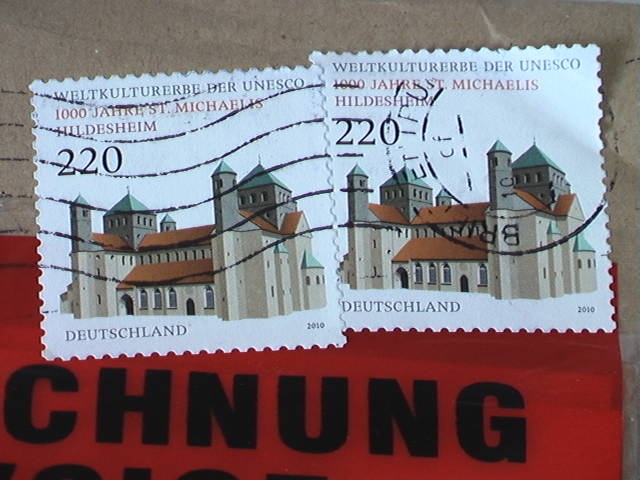 WELTKULTURERBE DER UNESCO
1000 JAHRE ST. MICHAELIS
HILDESHEIM
220
DEUTSCHLAND
2010
WELTKULTURERBE DER UNESCO
1000 JAHRE ST. MICHAELIS
HILDESHEIM
220
DEUTSCHLAND
2010
CHNUNG